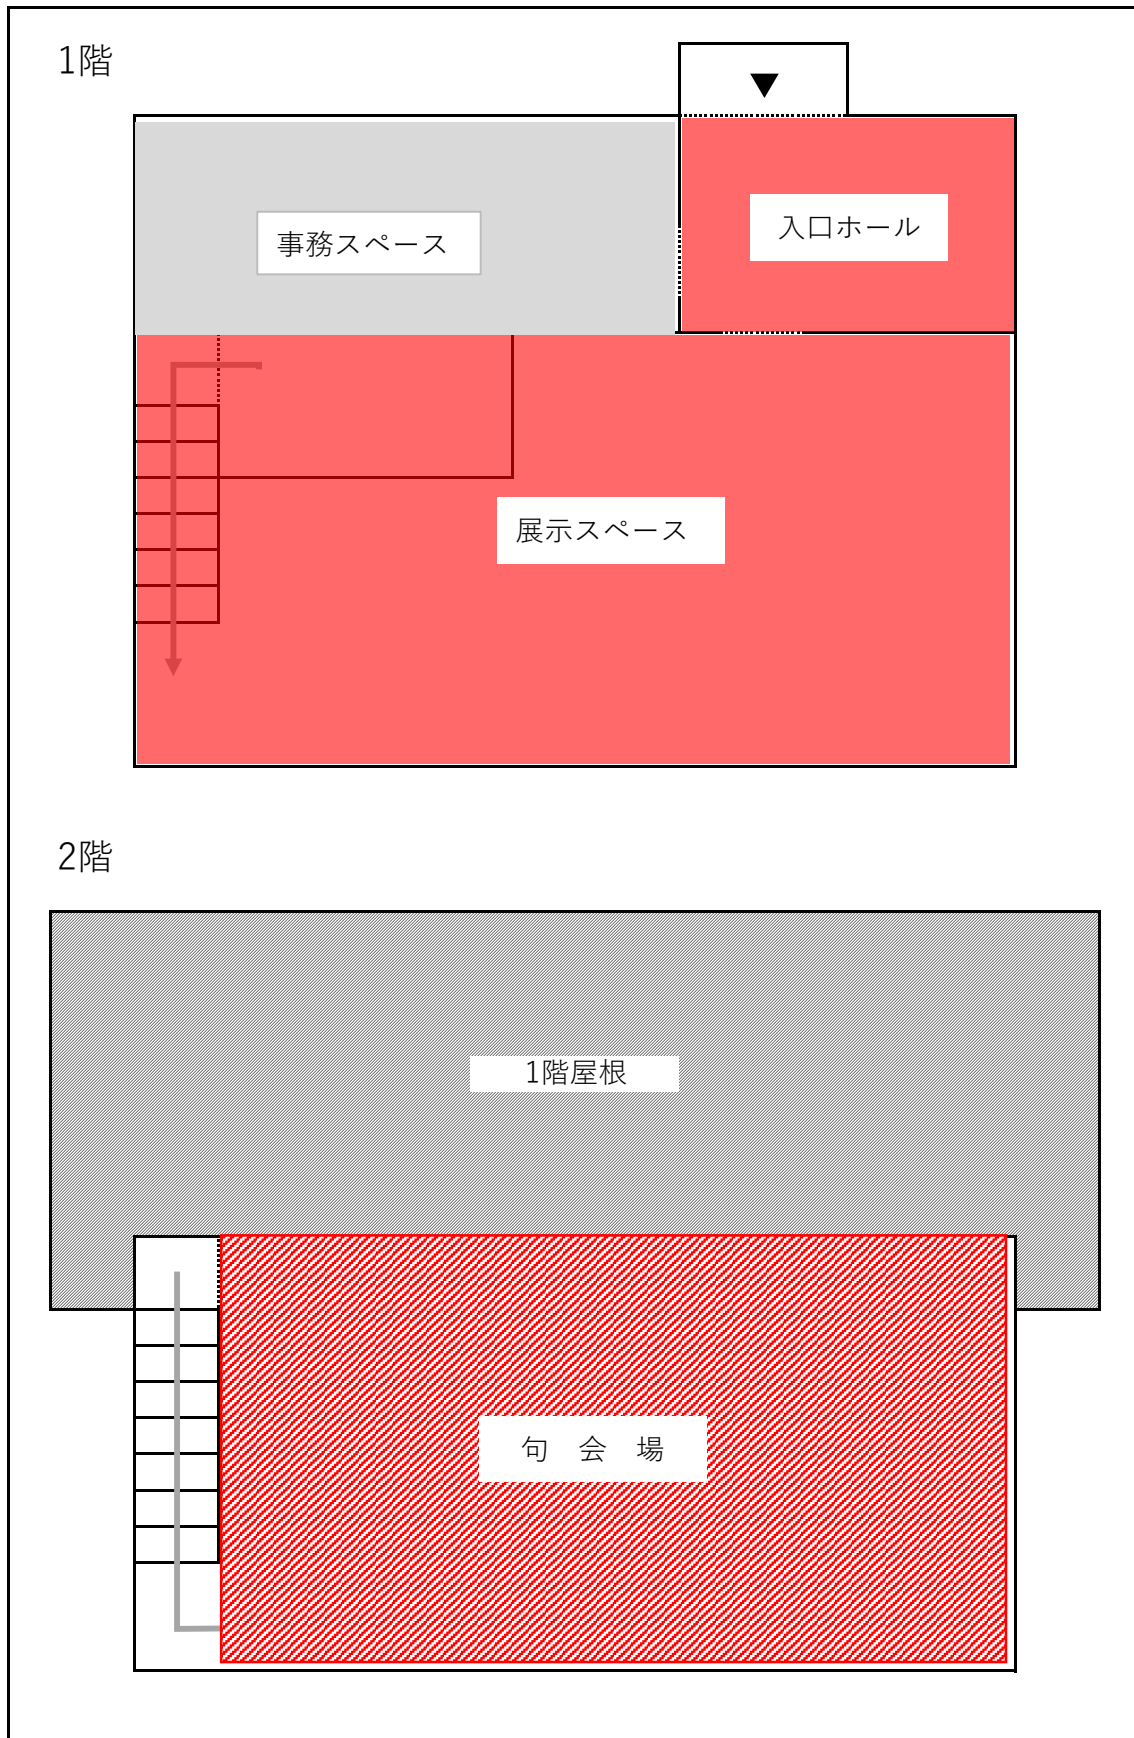 1階
入口ホール
事務スペース
展示スペース
2階
1階屋根
句　会　場